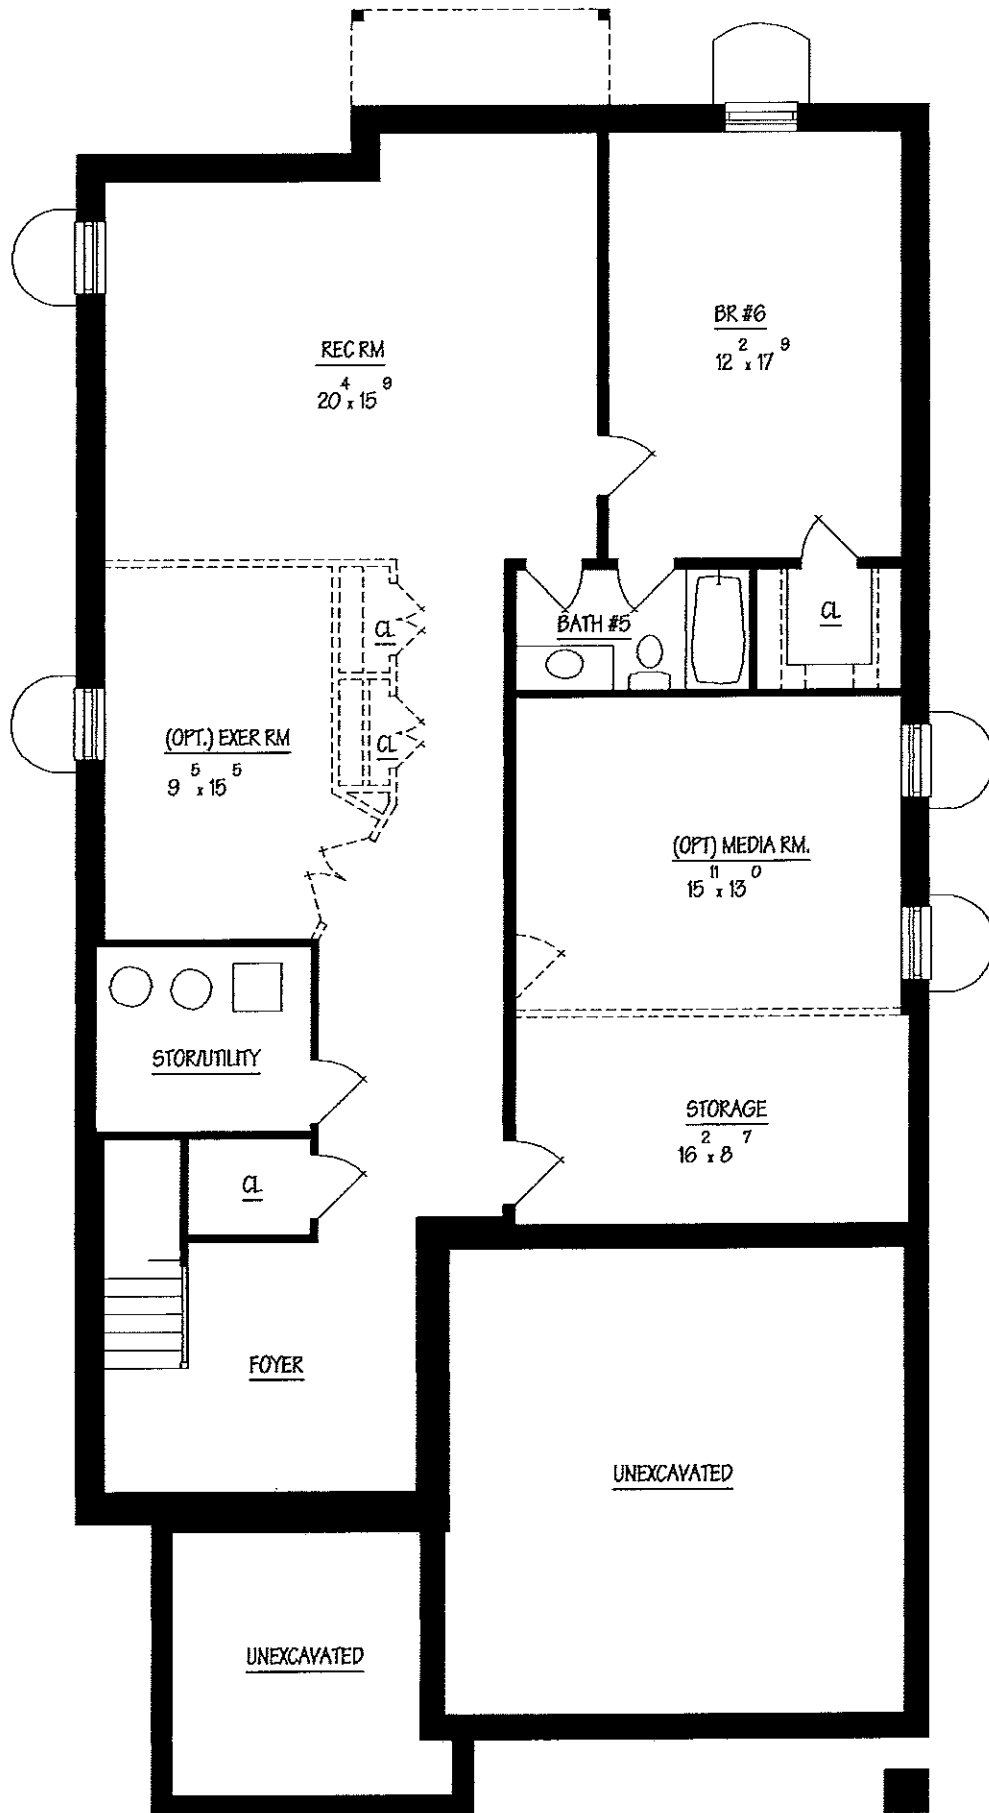 BR #6
12² x 17⁹
REC RM
20⁴ x 15⁹
CL
BATH #5
CL
(OPT.) EXER RM
9⁵ x 15⁵
CL
(OPT) MEDIA RM.
15¹¹ x 13⁰
STOR/UTILITY
STORAGE
16² x 8⁷
CL
FOYER
UNEXCAVATED
UNEXCAVATED